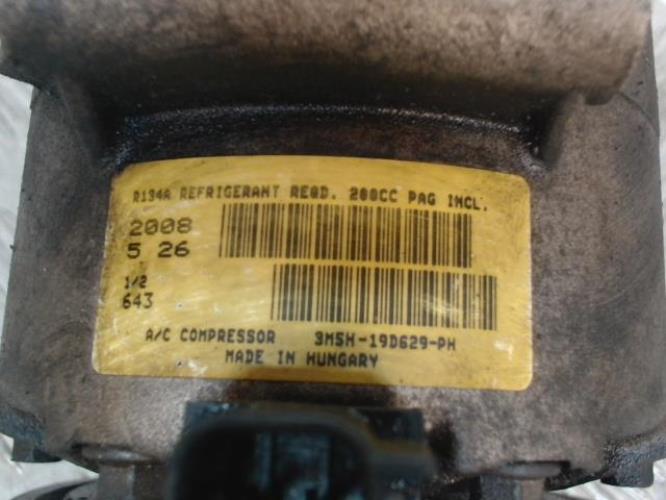 R134A REFRIGERANT REQD. 200CC PAG INCL.
2008
5 26
1/2
643
A/C COMPRESSOR 3M5H-19D629-PH
MADE IN HUNGARY